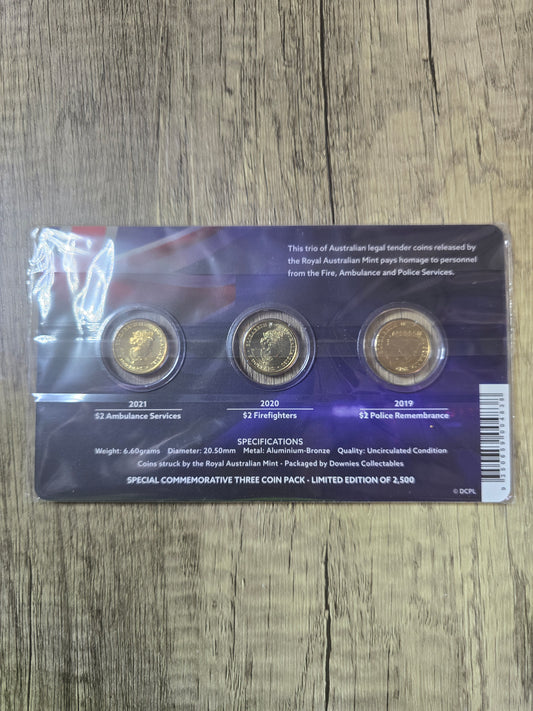 This trio of Australian legal tender coins released by
the Royal Australian Mint pays homage to personnel
from the Fire, Ambulance and Police Services.
2021
$2 Ambulance Services
2020
$2 Firefighters
2019
$2 Police Remembrance
SPECIFICATIONS
Weight: 6.60grams Diameter: 20.50mm Metal: Aluminium-Bronze Quality: Uncirculated Condition
Coins struck by the Royal Australian Mint - Packaged by Downies Collectables
SPECIAL COMMEMORATIVE THREE COIN PACK - LIMITED EDITION OF 2,500
© DCPL